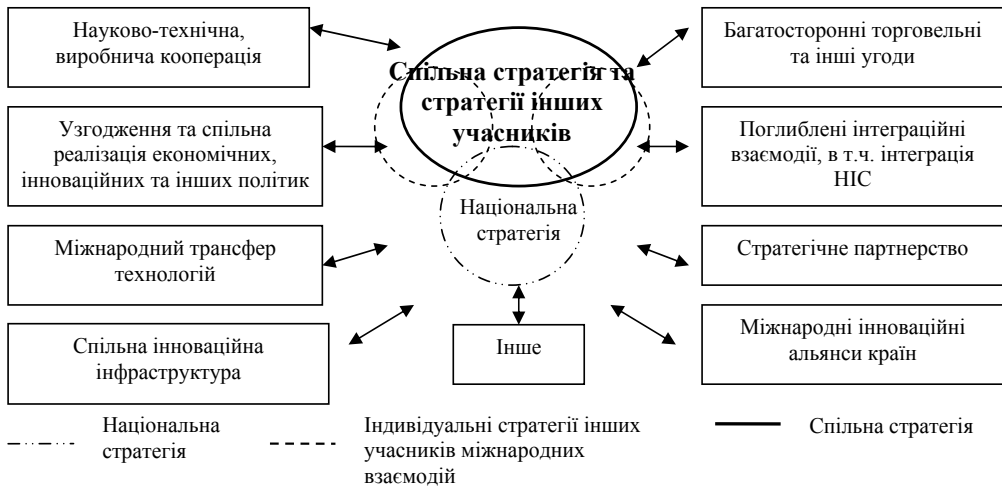 Науково-технічна,
виробнича кооперація
Узгодження та спільна
реалізація економічних,
інноваційних та інших політик
Міжнародний трансфер
технологій
Спільна інноваційна
інфраструктура
Спільна стратегія та
стратегії інших
учасників
Національна
стратегія
Інше
Багатосторонні торговельні
та інші угоди
Поглиблені інтеграційні
взаємодії, в т.ч. інтеграція
НІС
Стратегічне партнерство
Міжнародні інноваційні
альянси країн
Національна
стратегія
Індивідуальні стратегії інших
учасників міжнародних
взаємодій
Спільна стратегія